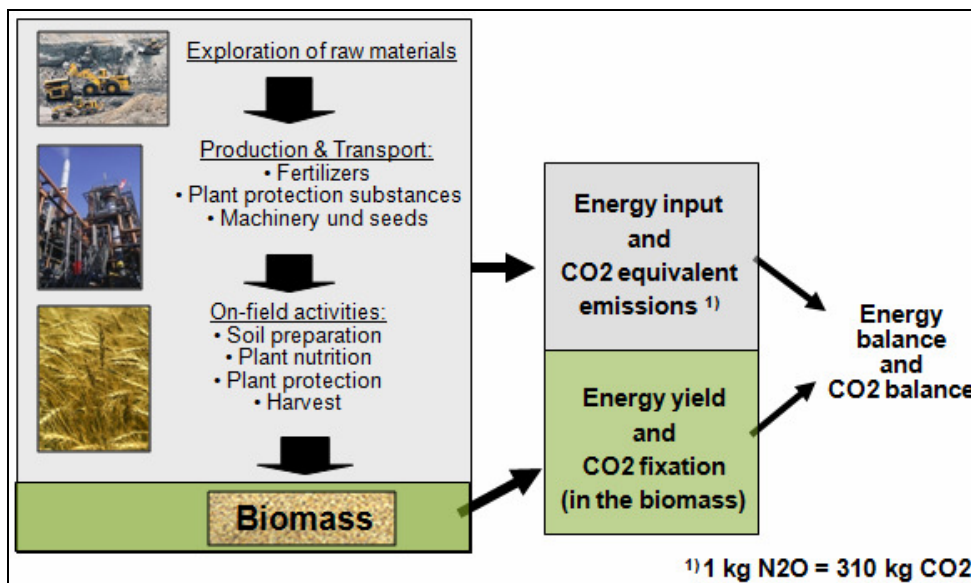 Exploration of raw materials
Production & Transport:
• Fertilizers
• Plant protection substances
• Machinery und seeds
On-field activities:
• Soil preparation
• Plant nutrition
• Plant protection
• Harvest
Biomass
Energy input
and
CO2 equivalent
emissions 1)
Energy yield
and
CO2 fixation
(in the biomass)
Energy
balance
and
CO2 balance
1) 1 kg N2O = 310 kg CO2